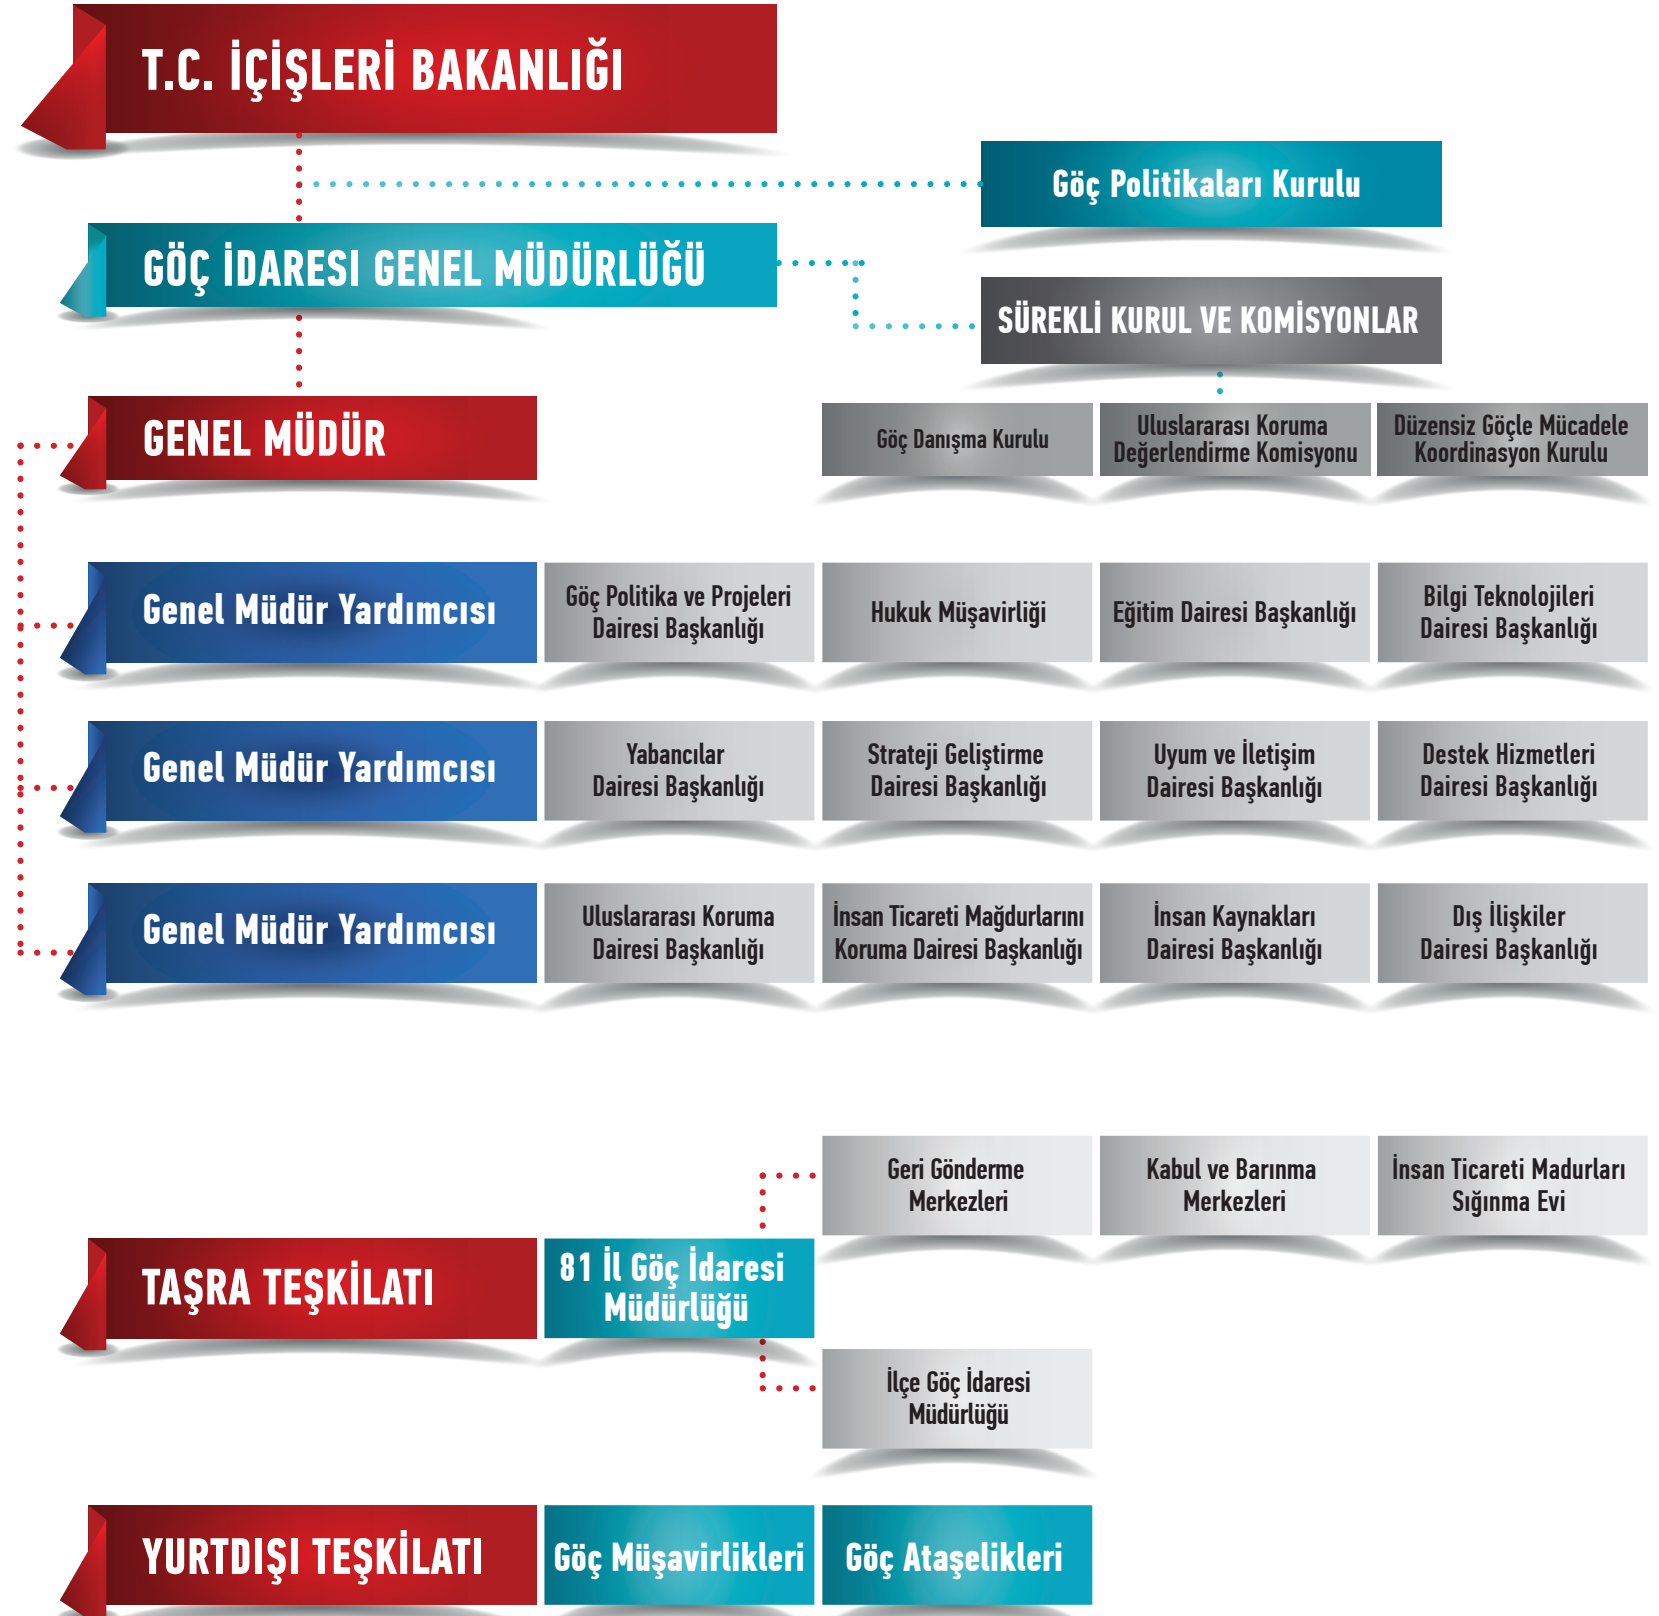 T.C. İÇİŞLERİ BAKANLIĞI
Göç Politikaları Kurulu
GÖÇ İDARESI GENEL MÜDÜRLÜĞÜ
SÜREKLİ KURUL VE KOMİSYONLAR
GENEL MÜDÜR
Göç Danışma Kurulu
Uluslararası Koruma
Değerlendirme Komisyonu
Düzensiz Göçle Mücadele
Koordinasyon Kurulu
Genel Müdür Yardımcısı
Göç Politika ve Projeleri
Dairesi Başkanlığı
Hukuk Müşavirliği
Eğitim Dairesi Başkanlığı
Bilgi Teknolojileri
Dairesi Başkanlığı
Genel Müdür Yardımcısı
Yabancılar
Dairesi Başkanlığı
Strateji Geliştirme
Dairesi Başkanlığı
Uyum ve İletişim
Dairesi Başkanlığı
Destek Hizmetleri
Dairesi Başkanlığı
Genel Müdür Yardımcısı
Uluslararası Koruma
Dairesi Başkanlığı
İnsan Ticareti Mağdurlarını
Koruma Dairesi Başkanlığı
İnsan Kaynakları
Dairesi Başkanlığı
Dış İlişkiler
Dairesi Başkanlığı
Geri Gönderme
Merkezleri
Kabul ve Barınma
Merkezleri
İnsan Ticareti Madurları
Sığınma Evi
TAŞRA TEŞKİLATI
81 İl Göç İdaresi
Müdürlüğü
İlçe Göç İdaresi
Müdürlüğü
YURTDIŞI TEŞKİLATI
Göç Müşavirlikleri
Göç Ataşelikleri